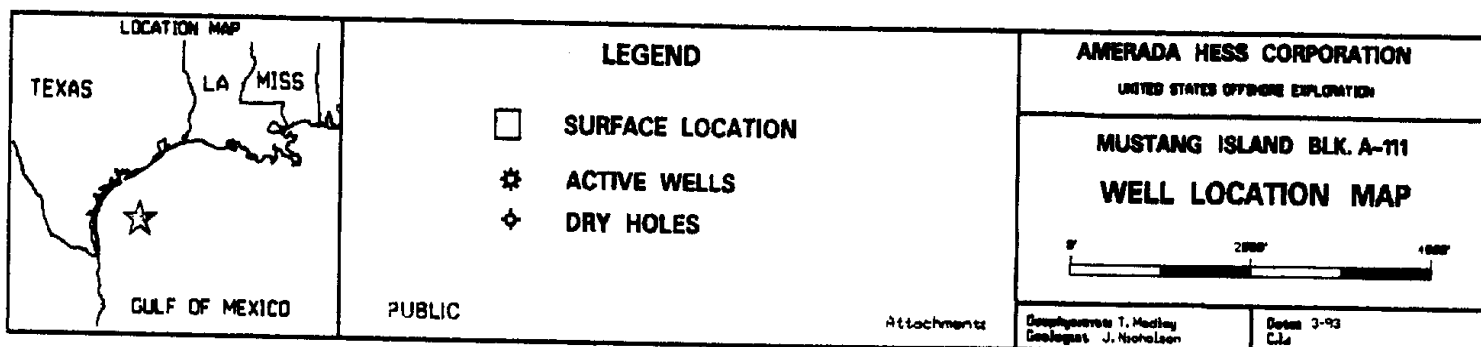 LOCATION MAP
TEXAS
LA
MISS
GULF OF MEXICO
LEGEND
SURFACE LOCATION
ACTIVE WELLS
DRY HOLES
PUBLIC
Attachment:
AMERADA HESS CORPORATION
UNITED STATES OFFSHORE EXPLORATION
MUSTANG ISLAND BLK. A-111
WELL LOCATION MAP
0' 2000' 4000'
T. Medley
Geologist J. Nicholson
Date: 3-93